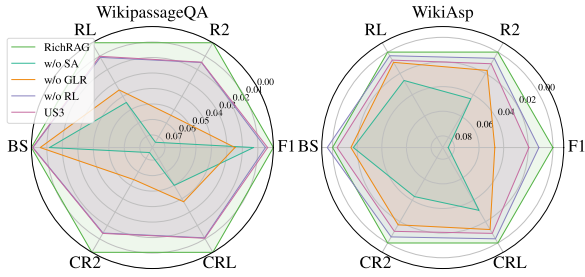 WikipassageQA
RL
R2
RichRAG
w/o SA
w/o GLR
w/o RL
US3
0.00
0.01
0.02
0.03
0.04
0.05
0.06
0.07
BS
F1
CR2
CRL
WikiAsp
RL
R2
0.00
0.02
0.04
0.06
0.08
BS
F1
CR2
CRL